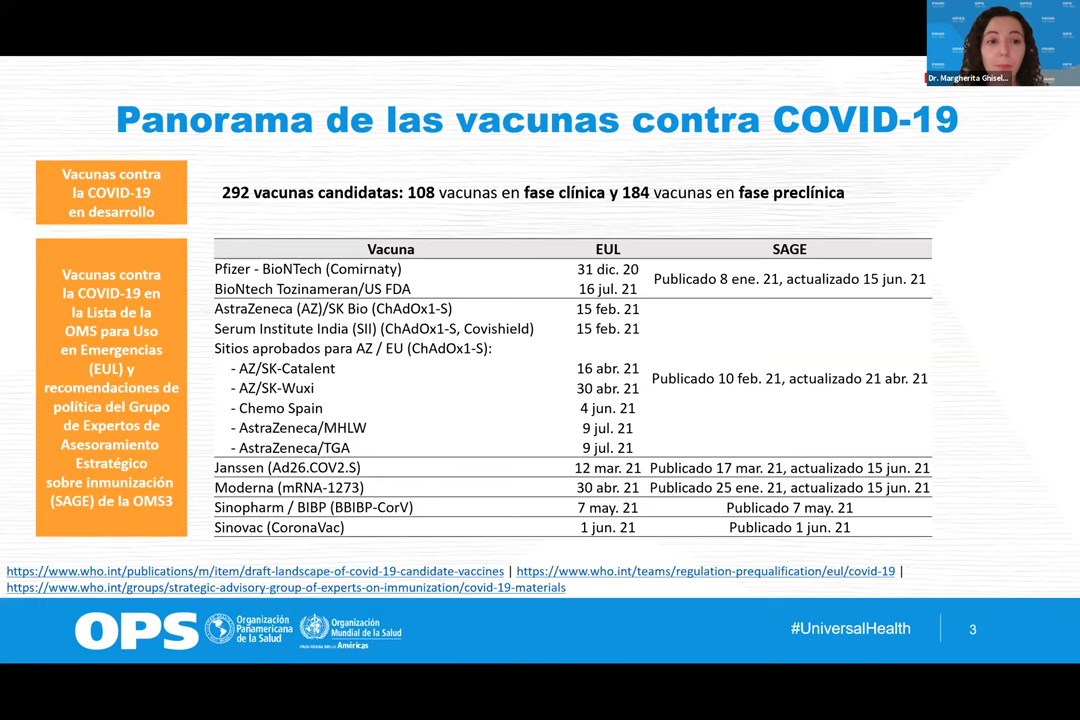 Dr. Margherita Ghisel...
Panorama de las vacunas contra COVID-19
Vacunas contra
la COVID-19
en desarrollo
292 vacunas candidatas: 108 vacunas en fase clínica y 184 vacunas en fase preclínica
Vacunas contra
la COVID-19 en
la Lista de la
OMS para Uso
en Emergencias
(EUL) y
recomendaciones de
política del Grupo
de Expertos de
Asesoramiento
Estratégico
sobre inmunización
(SAGE) de la OMS3
Vacuna EUL SAGE
Pfizer - BioNTech (Comirnaty) 31 dic. 20
Publicado 8 ene. 21, actualizado 15 jun. 21
BioNtech Tozinameran/US FDA 16 jul. 21
AstraZeneca (AZ)/SK Bio (ChAdOx1-S) 15 feb. 21
Serum Institute India (SII) (ChAdOx1-S, Covishield) 15 feb. 21
Sitios aprobados para AZ / EU (ChAdOx1-S):
- AZ/SK-Catalent 16 abr. 21
Publicado 10 feb. 21, actualizado 21 abr. 21
- AZ/SK-Wuxi 30 abr. 21
- Chemo Spain 4 jun. 21
- AstraZeneca/MHLW 9 jul. 21
- AstraZeneca/TGA 9 jul. 21
Janssen (Ad26.COV2.S) 12 mar. 21 Publicado 17 mar. 21, actualizado 15 jun. 21
Moderna (mRNA-1273) 30 abr. 21 Publicado 25 ene. 21, actualizado 15 jun. 21
Sinopharm / BIBP (BBIBP-CorV) 7 may. 21 Publicado 7 may. 21
Sinovac (CoronaVac) 1 jun. 21 Publicado 1 jun. 21
https://www.who.int/publications/m/item/draft-landscape-of-covid-19-candidate-vaccines | https://www.who.int/teams/regulation-prequalification/eul/covid-19 |
https://www.who.int/groups/strategic-advisory-group-of-experts-on-immunization/covid-19-materials
OPS
Organización
Panamericana
de la Salud
Organización
Mundial de la Salud
Américas
#UniversalHealth
3